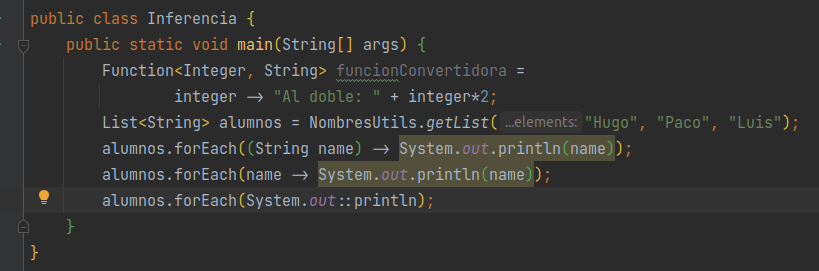 public class Inferencia {
public static void main(String[] args) {
Function<Integer, String> funcionConvertidora =
integer -> "Al doble: " + integer*2;
List<String> alumnos = NombresUtils.getList( ...elements: "Hugo", "Paco", "Luis");
alumnos.forEach((String name) -> System.out.println(name));
alumnos.forEach(name -> System.out.println(name));
alumnos.forEach(System.out::println);
}
}